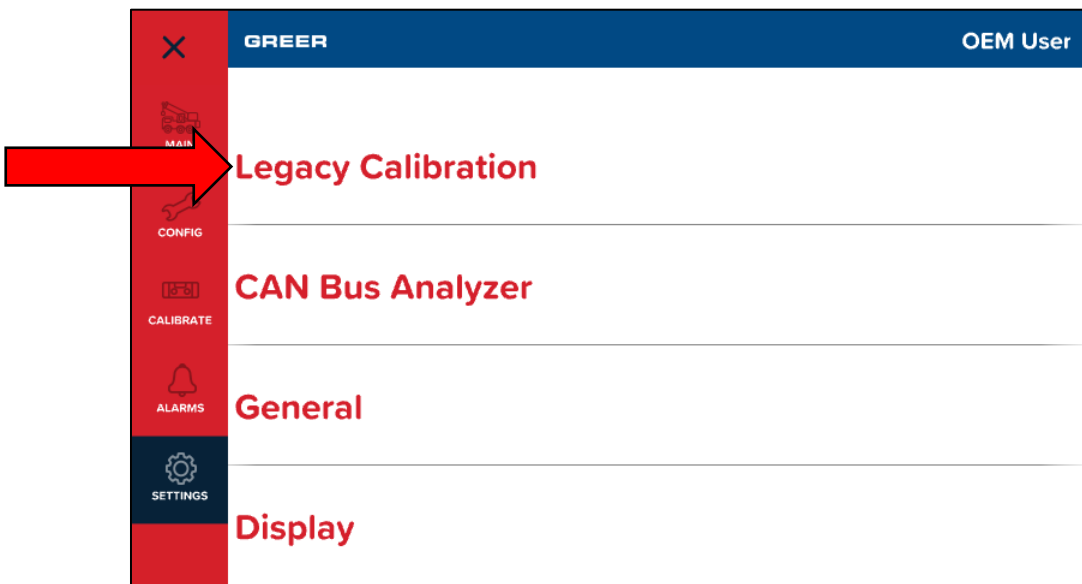 GREER
OEM User
MAIN
Legacy Calibration
CONFIG
CAN Bus Analyzer
CALIBRATE
General
ALARMS
SETTINGS
Display